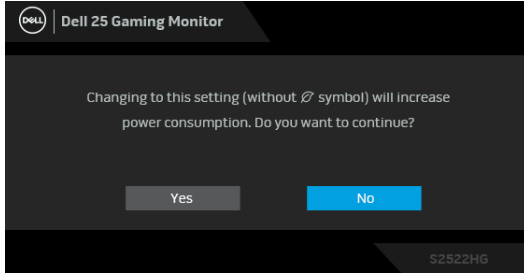 DELL
Dell 25 Gaming Monitor
Changing to this setting (without symbol) will increase
power consumption. Do you want to continue?
Yes
No
S2522HG